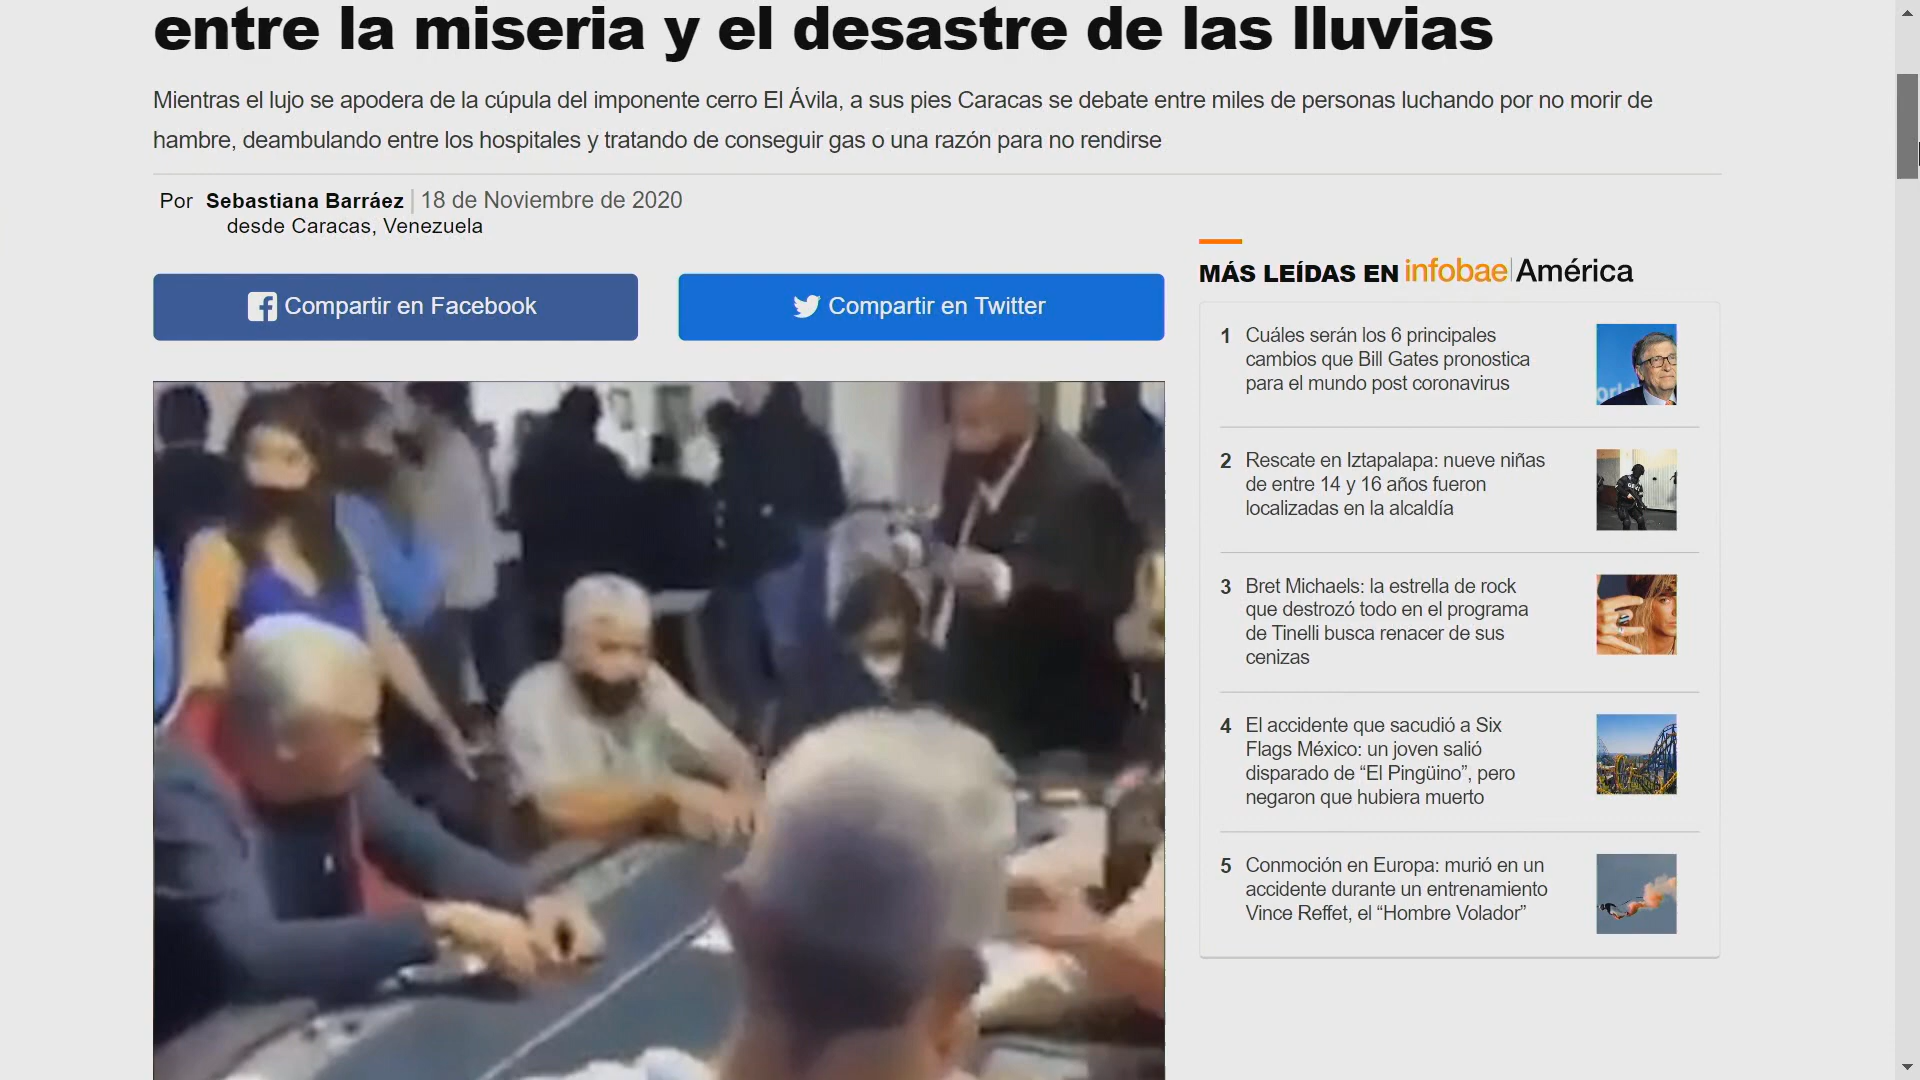 entre la miseria y el desastre de las lluvias
Mientras el lujo se apodera de la cúpula del imponente cerro El Ávila, a sus pies Caracas se debate entre miles de personas luchando por no morir de
hambre, deambulando entre los hospitales y tratando de conseguir gas o una razón para no rendirse
Por Sebastiana Barráez | 18 de Noviembre de 2020
desde Caracas, Venezuela
Compartir en Facebook
Compartir en Twitter
MÁS LEÍDAS EN infobae|América
1 Cuáles serán los 6 principales
cambios que Bill Gates pronostica
para el mundo post coronavirus
2 Rescate en Iztapalapa: nueve niñas
de entre 14 y 16 años fueron
localizadas en la alcaldía
3 Bret Michaels: la estrella de rock
que destrozó todo en el programa
de Tinelli busca renacer de sus
cenizas
4 El accidente que sacudió a Six
Flags México: un joven salió
disparado de “El Pingüino”, pero
negaron que hubiera muerto
5 Conmoción en Europa: murió en un
accidente durante un entrenamiento
Vince Reffet, el “Hombre Volador”